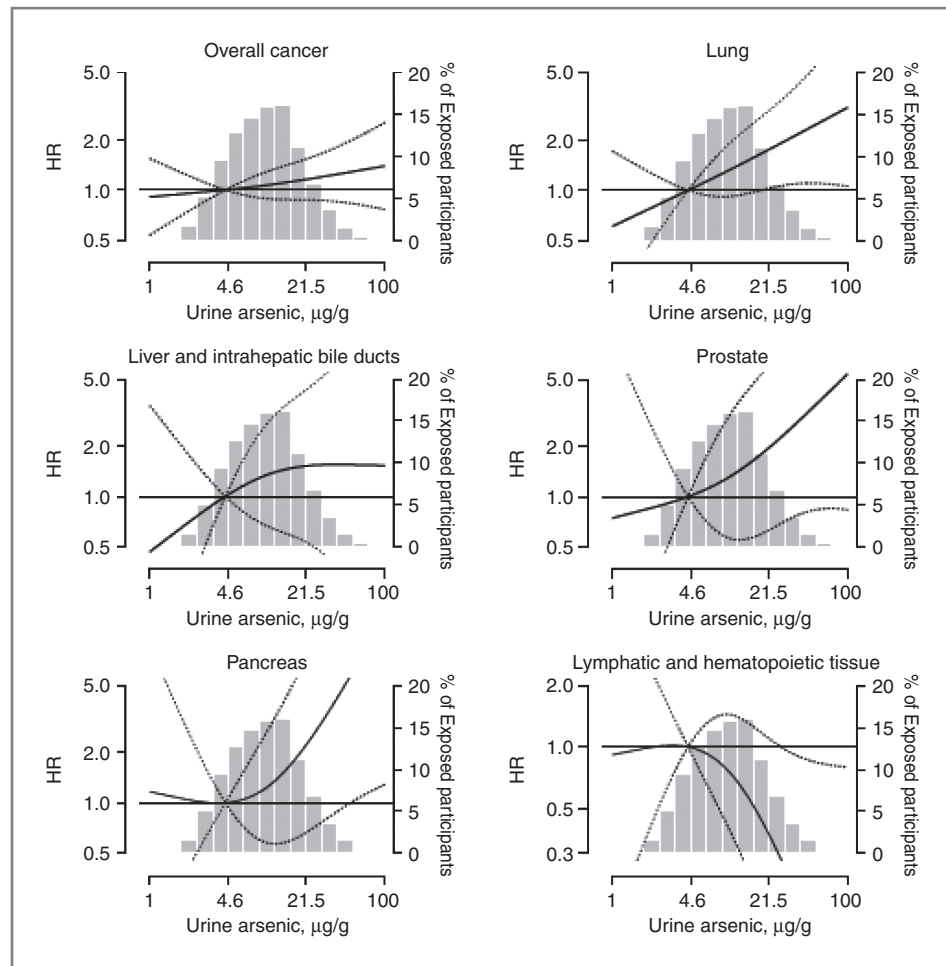 Overall cancer
5.0
2.0
1.0
0.5
HR
20
15
10
5
0
% of Exposed participants
1 4.6 21.5 100
Urine arsenic, μg/g
Lung
5.0
2.0
1.0
0.5
HR
20
15
10
5
0
% of Exposed participants
1 4.6 21.5 100
Urine arsenic, μg/g
Liver and intrahepatic bile ducts
5.0
2.0
1.0
0.5
HR
20
15
10
5
0
% of Exposed participants
1 4.6 21.5 100
Urine arsenic, μg/g
Prostate
5.0
2.0
1.0
0.5
HR
20
15
10
5
0
% of Exposed participants
1 4.6 21.5 100
Urine arsenic, μg/g
Pancreas
5.0
2.0
1.0
0.5
HR
20
15
10
5
0
% of Exposed participants
1 4.6 21.5 100
Urine arsenic, μg/g
Lymphatic and hematopoietic tissue
2.0
1.0
0.5
0.3
HR
20
15
10
5
0
% of Exposed participants
1 4.6 21.5 100
Urine arsenic, μg/g